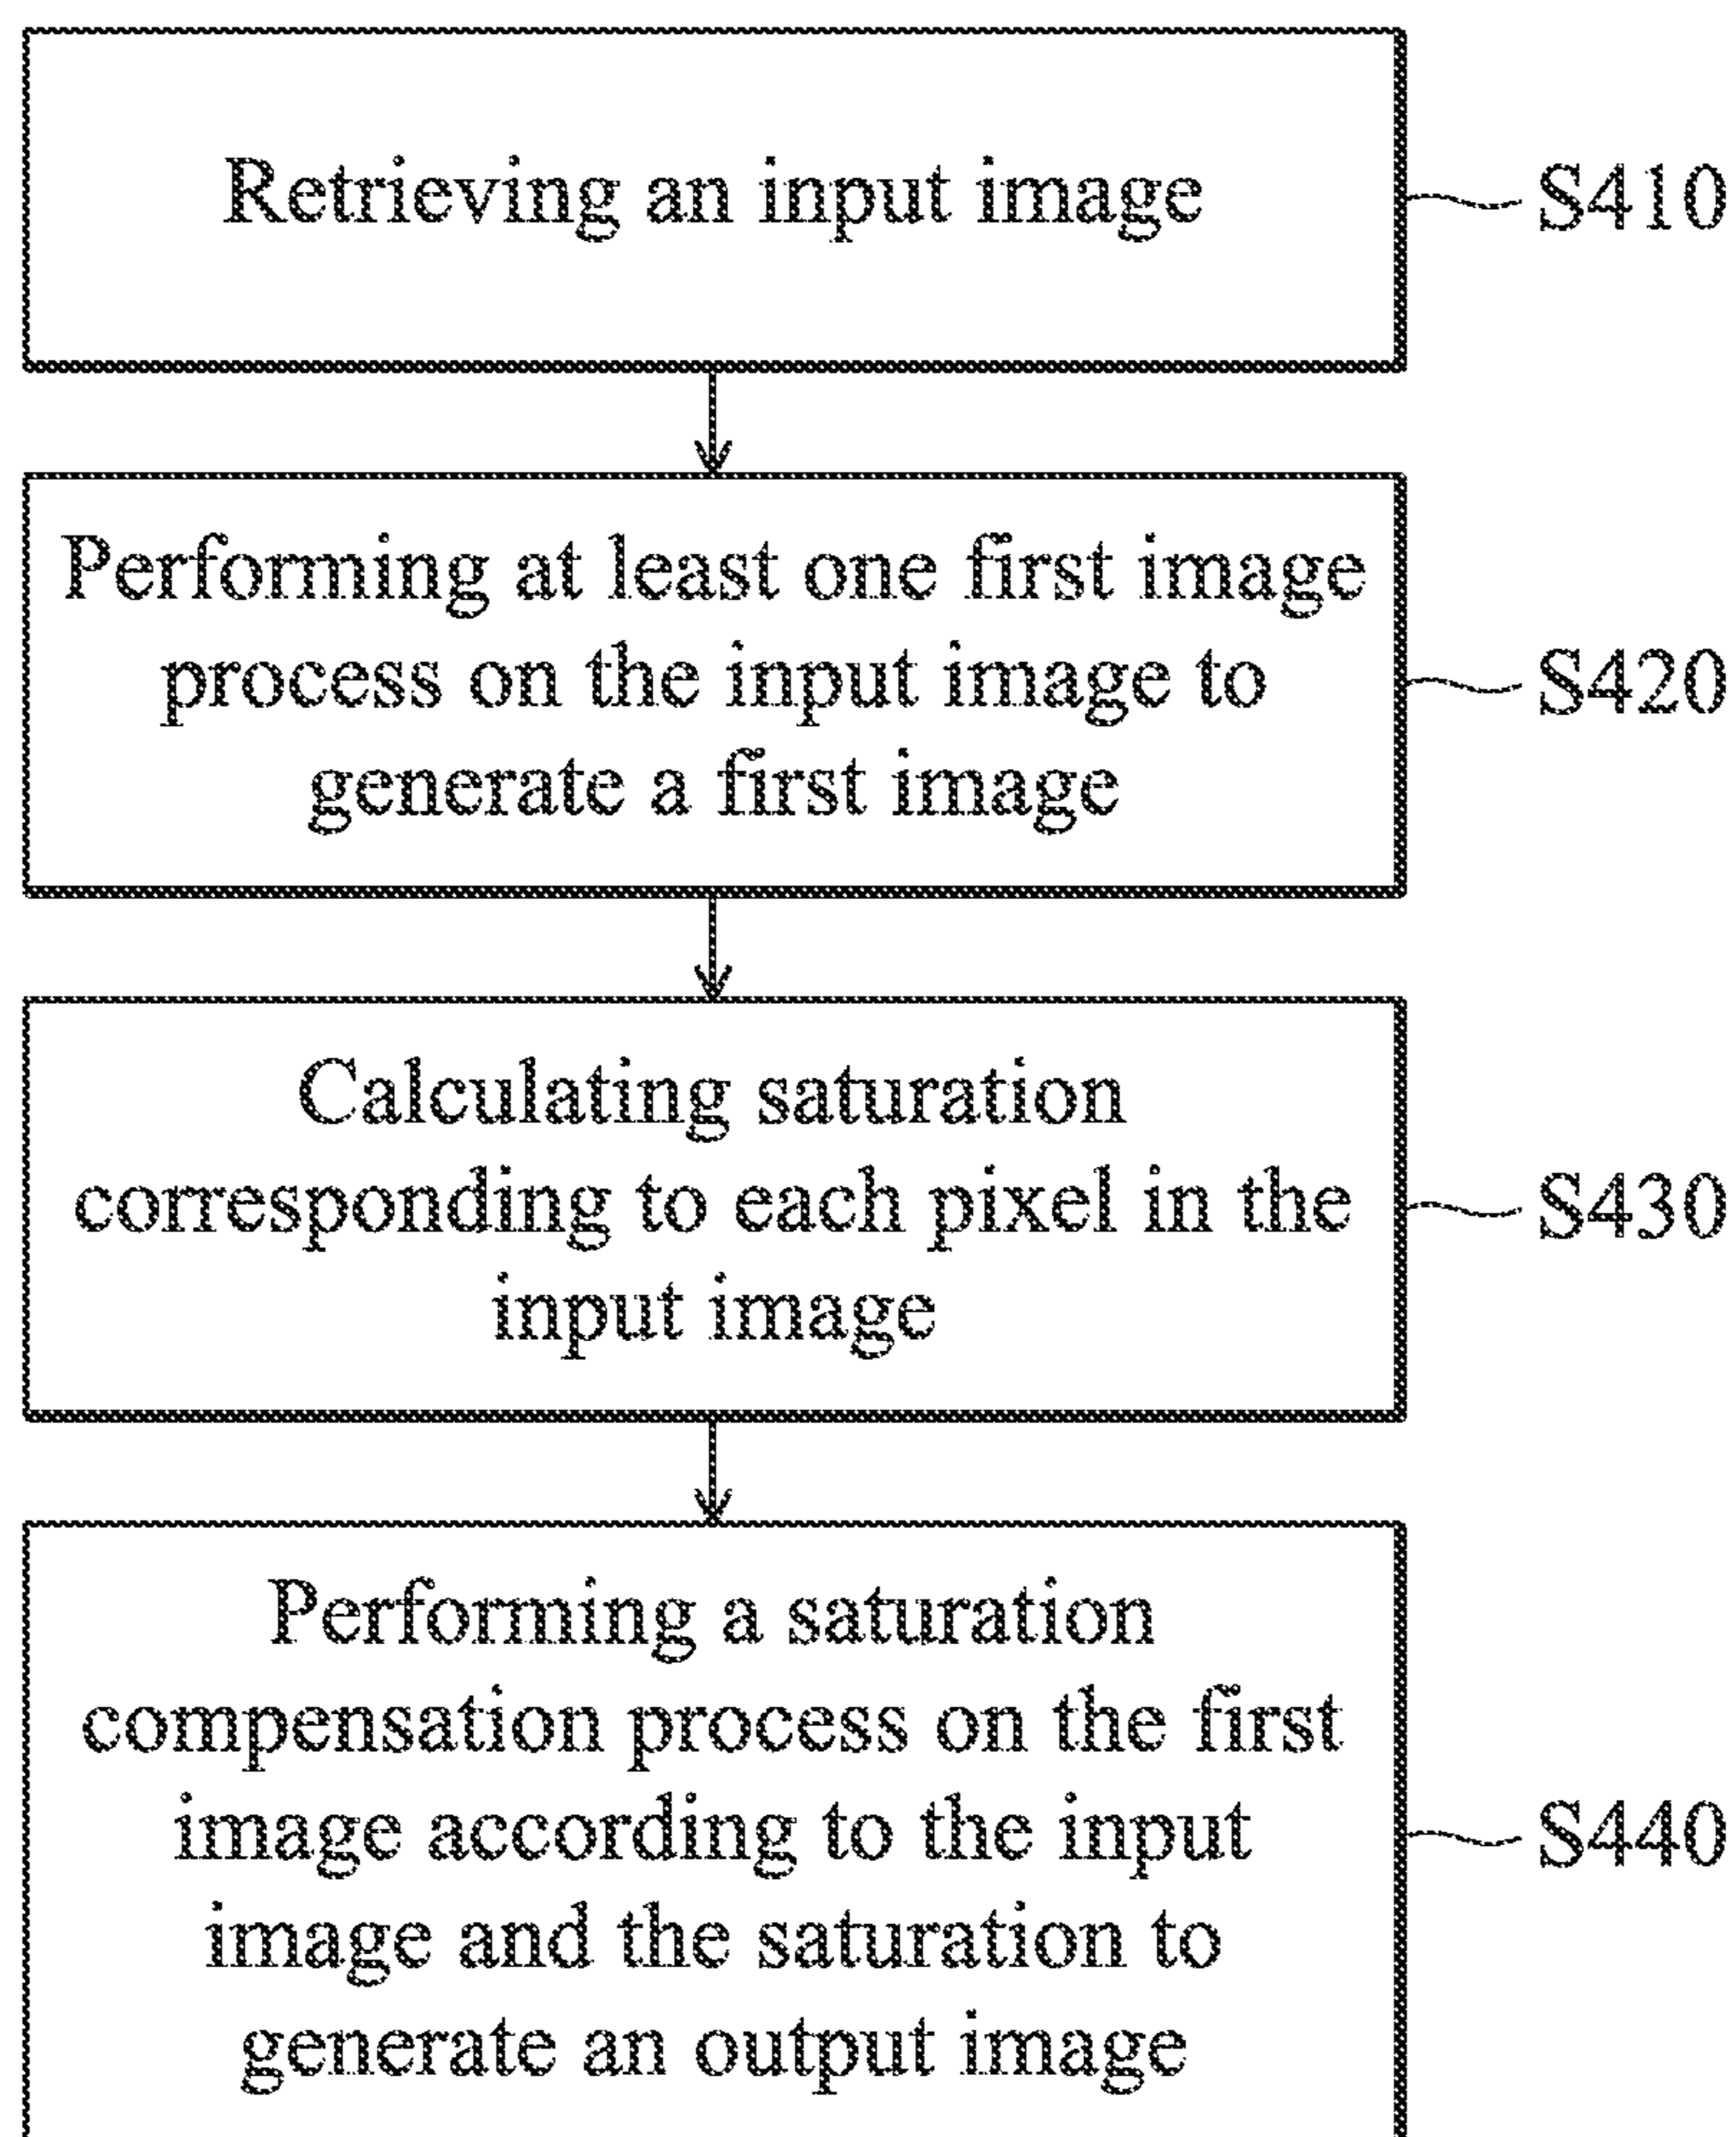 Retrieving an input image
S410
Performing at least one first image
process on the input image to
generate a first image
S420
Calculating saturation
corresponding to each pixel in the
input image
S430
Performing a saturation
compensation process on the first
image according to the input
image and the saturation to
generate an output image
S440